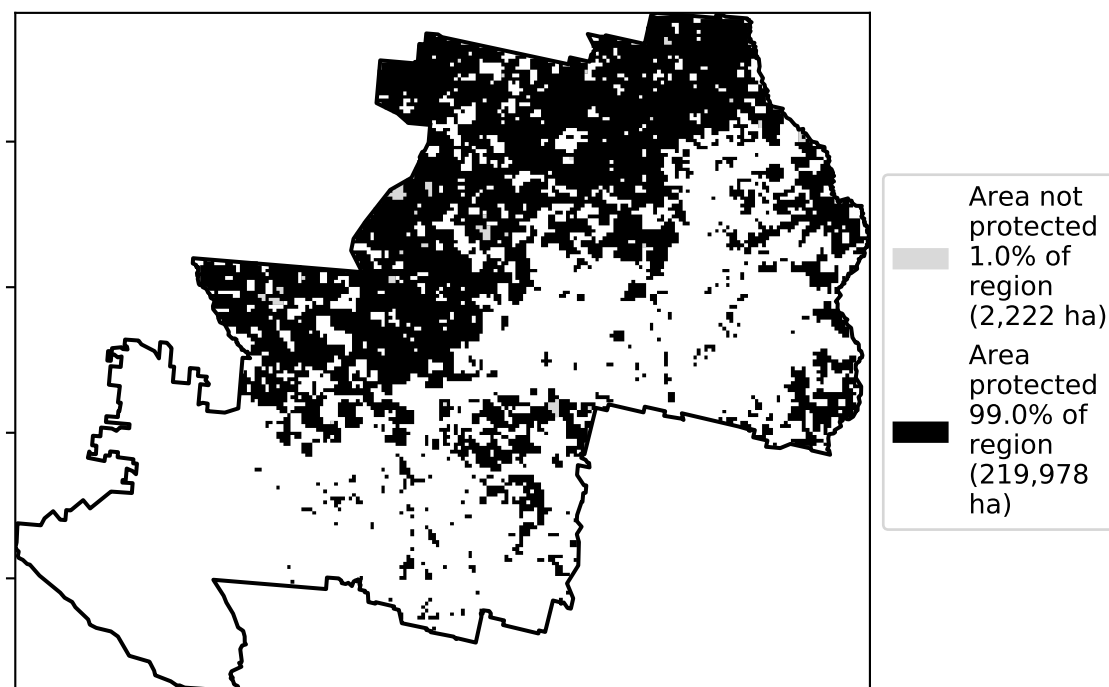 Area not
protected
1.0% of
region
(2,222 ha)
Area
protected
99.0% of
region
(219,978
ha)